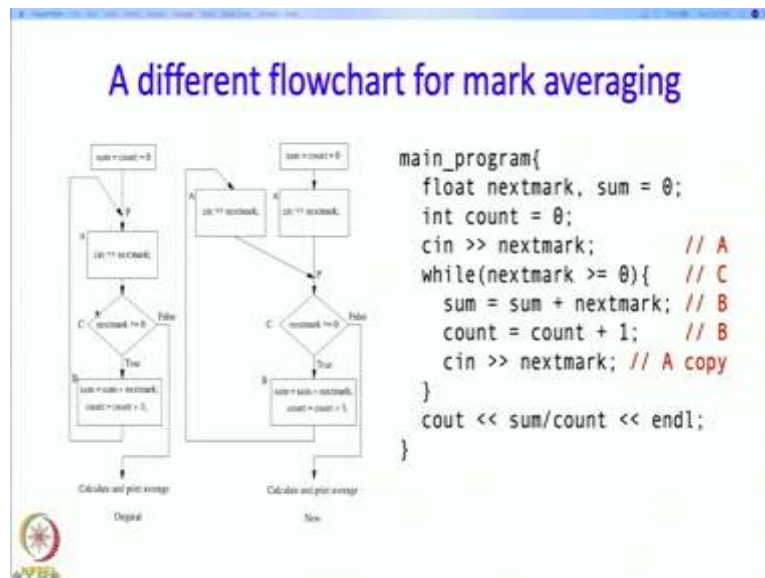 A different flowchart for mark averaging
sum = count = 0
P
A
cin >> nextmark;
C
nextmark >= 0
False
True
B
sum = sum + nextmark;
count = count + 1;
Calculate and print average
Original
sum = count = 0
A
cin >> nextmark;
A
cin >> nextmark;
P
C
nextmark >= 0
False
True
B
sum = sum + nextmark;
count = count + 1;
Calculate and print average
New
main_program{
float nextmark, sum = 0;
int count = 0;
cin >> nextmark; // A
while(nextmark >= 0){ // C
sum = sum + nextmark; // B
count = count + 1; // B
cin >> nextmark; // A copy
}
cout << sum/count << endl;
}
NPTEL